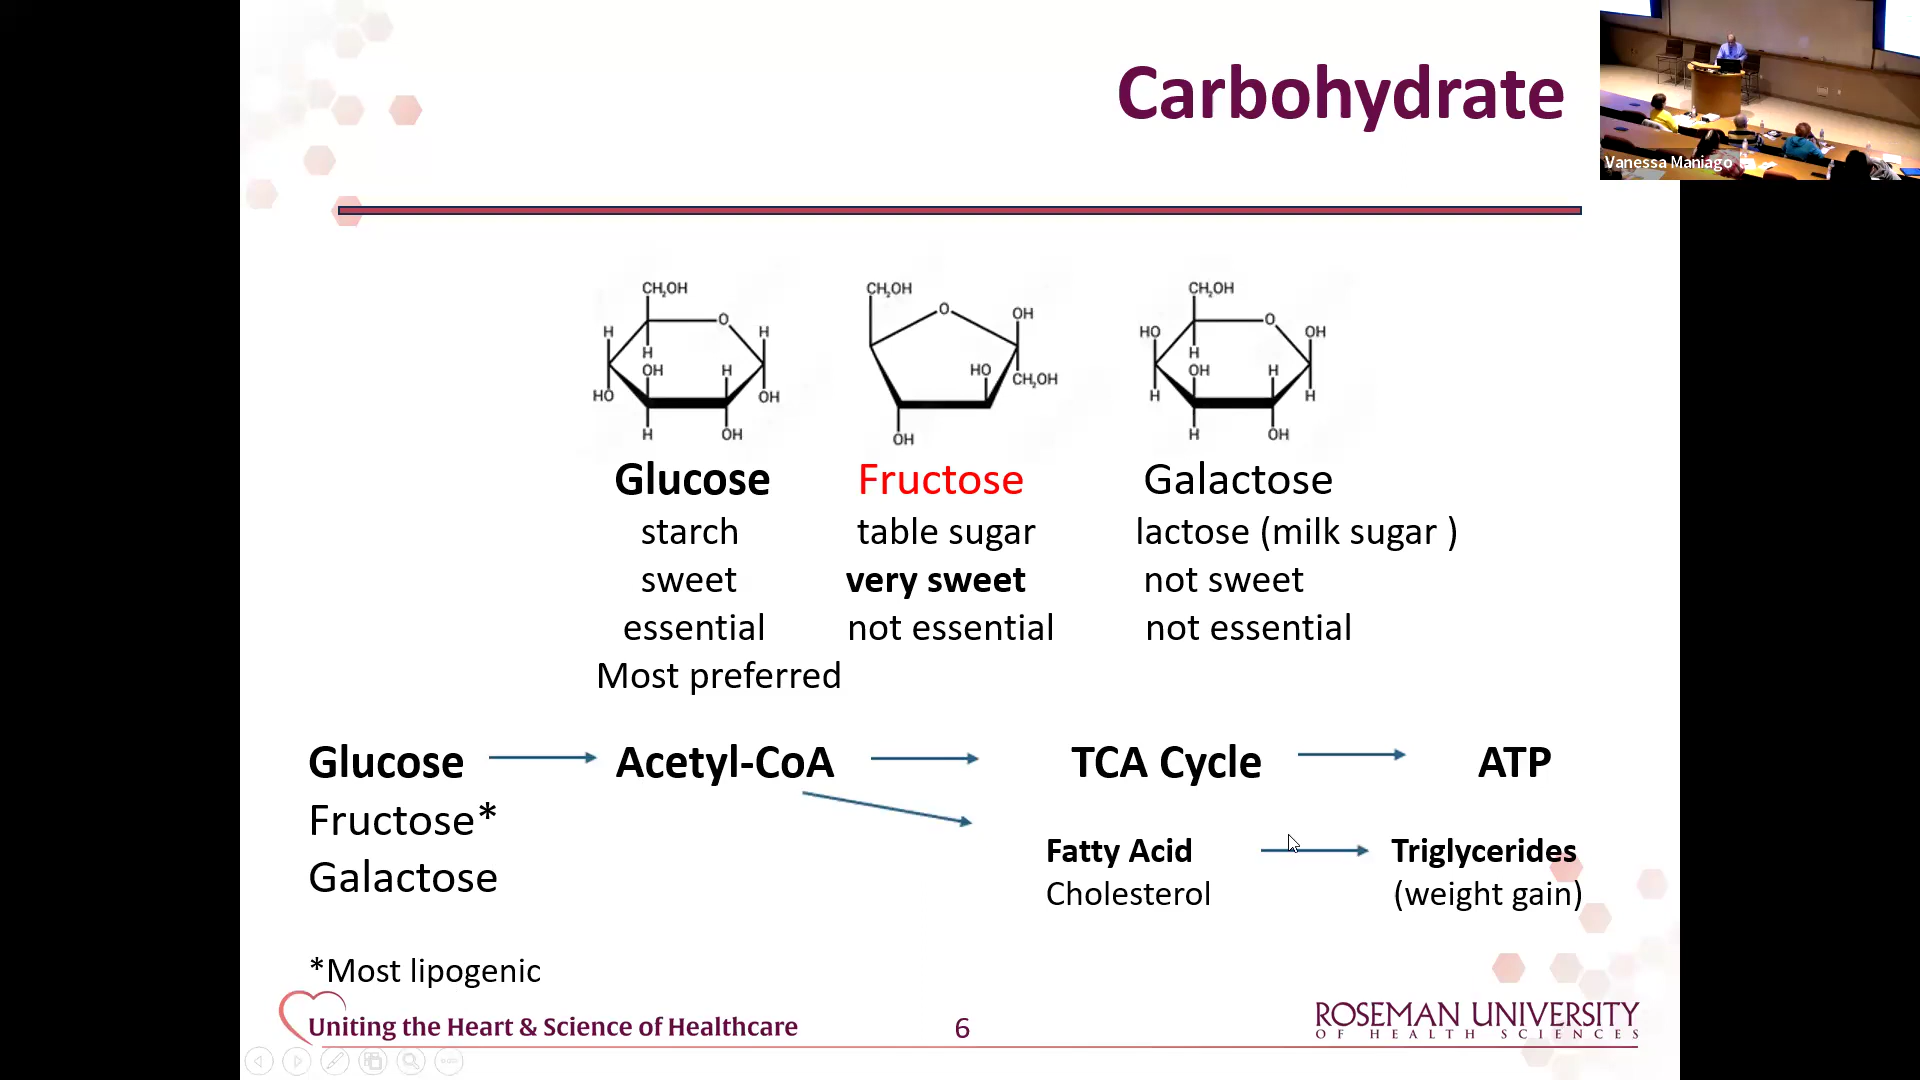 Carbohydrate
Vanessa Maniago
CH₂OH
O
H
H
H
OH
H
HO
OH
H
OH
CH₂OH
O
OH
HO
CH₂OH
OH
CH₂OH
O
HO
OH
H
OH
H
H
H
H
OH
Glucose Fructose Galactose
starch table sugar lactose (milk sugar )
sweet very sweet not sweet
essential not essential not essential
Most preferred
Glucose Acetyl-CoA TCA Cycle ATP
Fructose*
Fatty Acid Triglycerides
Galactose
Cholesterol (weight gain)
*Most lipogenic
Uniting the Heart & Science of Healthcare
6
ROSEMAN UNIVERSITY
OF HEALTH SCIENCES